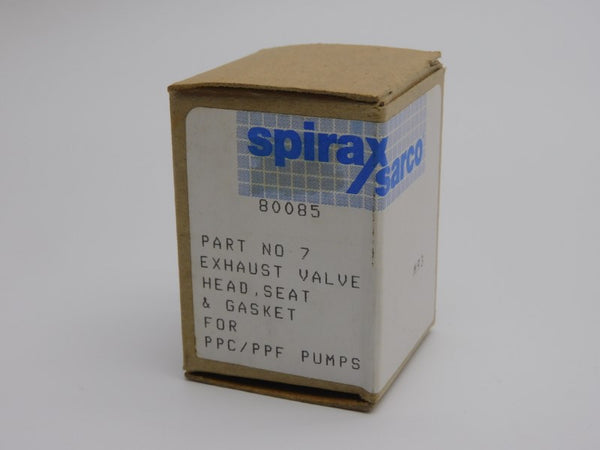 spirax
sarco
80085
PART NO 7
EXHAUST VALVE
HEAD,SEAT
& GASKET
FOR
PPC/PPF PUMPS